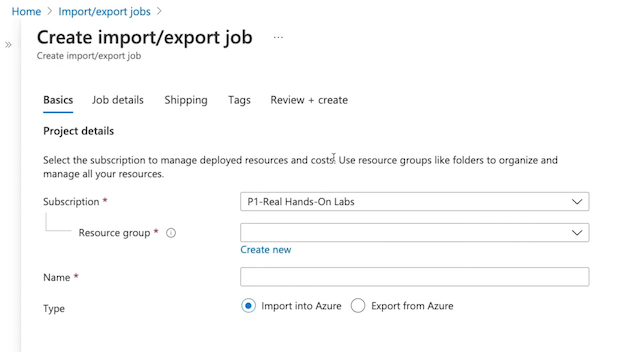 Home > Import/export jobs >
»
Create import/export job ...
Create import/export job
Basics Job details Shipping Tags Review + create
Project details
Select the subscription to manage deployed resources and costs. Use resource groups like folders to organize and
manage all your resources.
Subscription * P1-Real Hands-On Labs
Resource group *
Create new
Name *
Type Import into Azure Export from Azure